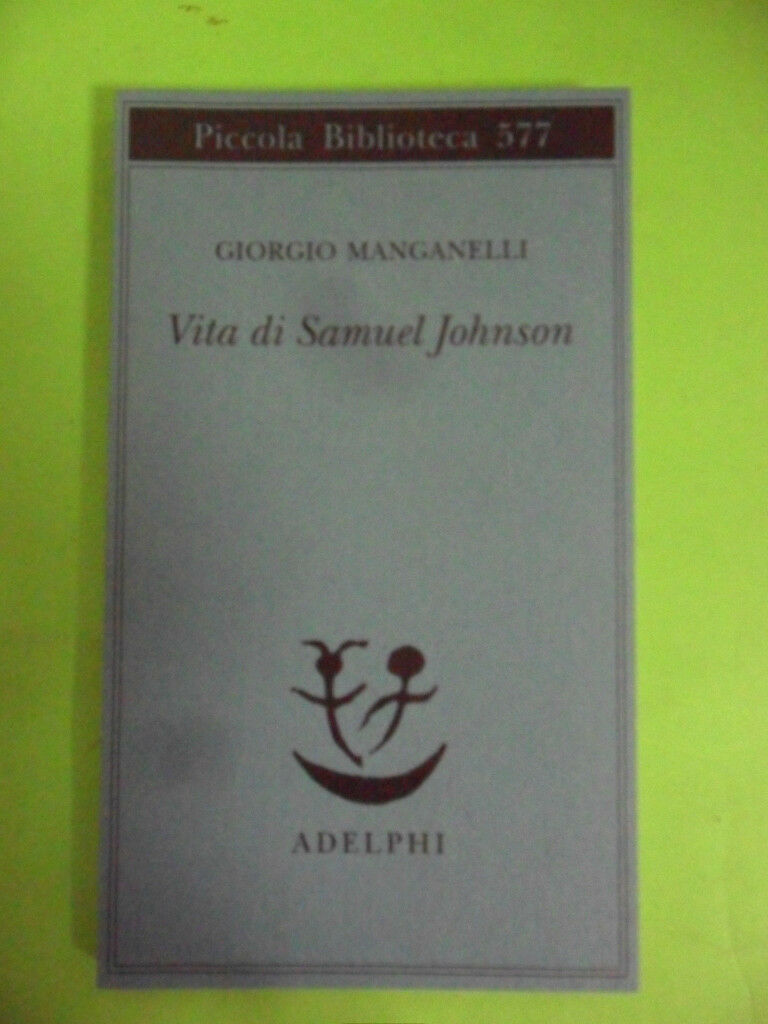 Piccola Biblioteca 577
GIORGIO MANGANELLI
Vita di Samuel Johnson
ADELPHI